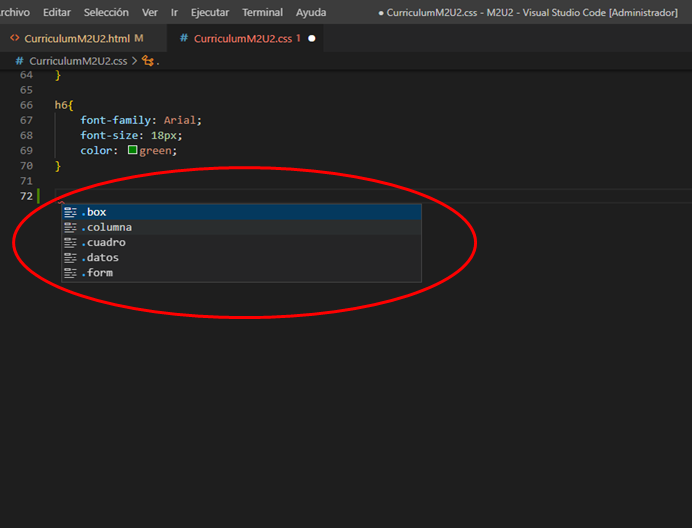 Archivo Editar Selección Ver Ir Ejecutar Terminal Ayuda ● CurriculumM2U2.css - M2U2 - Visual Studio Code [Administrador]
<> CurriculumM2U2.html M # CurriculumM2U2.css 1 ●
# CurriculumM2U2.css > .
64 }
65
66 h6{
67 font-family: Arial;
68 font-size: 18px;
69 color: green;
70 }
71
72 .
.box
.columna
.cuadro
.datos
.form